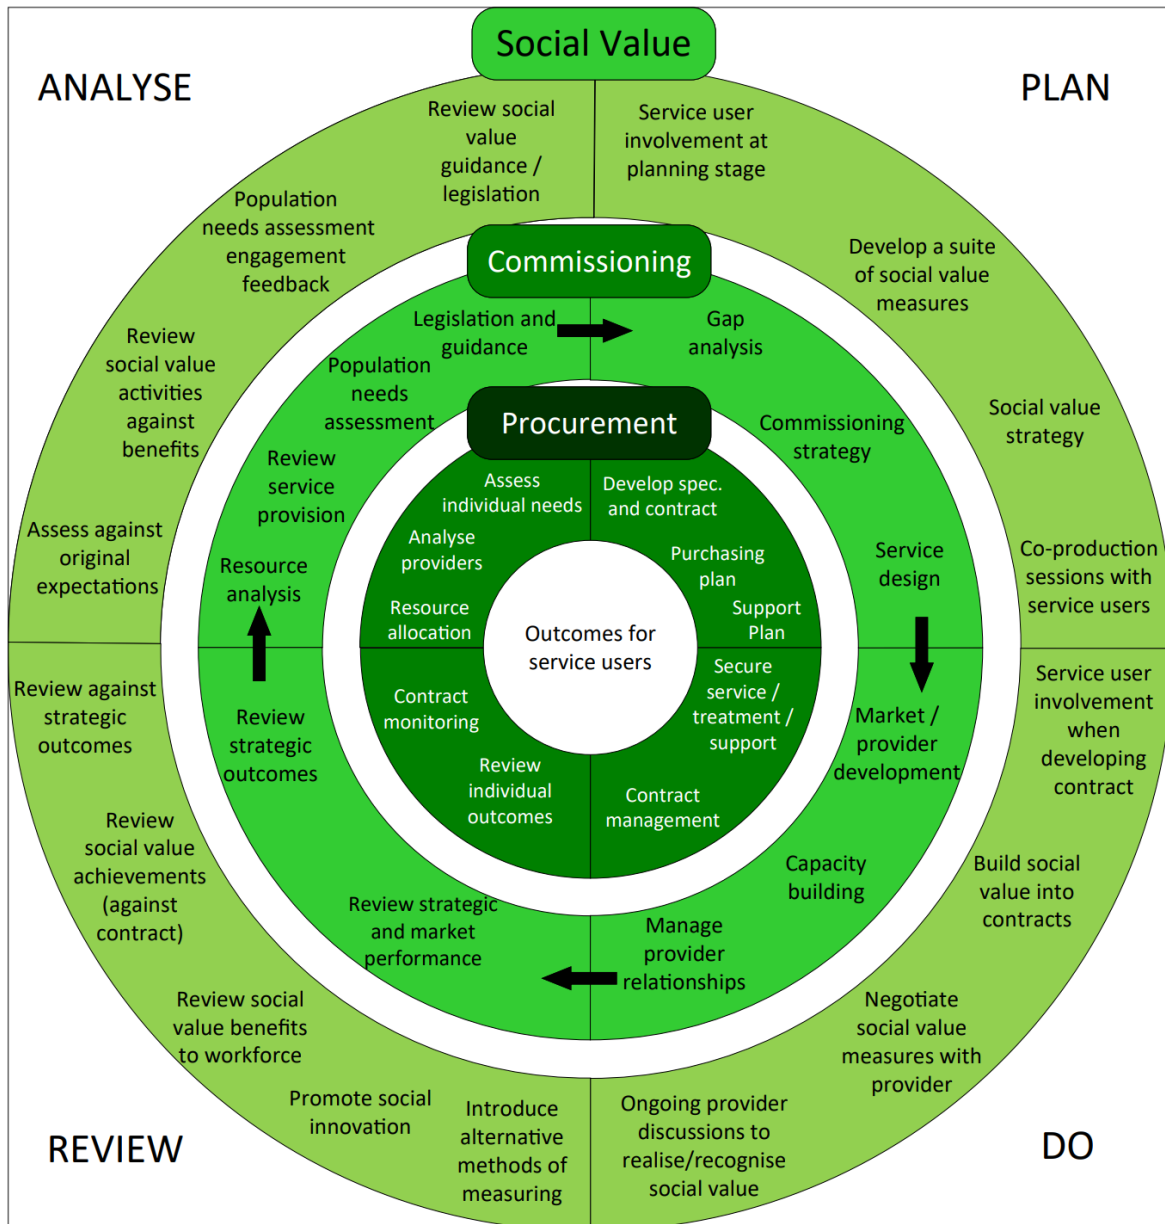 Social Value
ANALYSE
PLAN
Review social
value
guidance /
legislation
Service user
involvement at
planning stage
Population
needs assessment
engagement
feedback
Develop a suite
of social value
measures
Review
social value
activities
against
benefits
Social value
strategy
Assess against
original
expectations
Co-production
sessions with
service users
Commissioning
Legislation and
guidance
Gap
analysis
Population
needs
assessment
Commissioning
strategy
Review
service
provision
Resource
analysis
Service
design
Procurement
Assess
individual needs
Develop spec.
and contract
Analyse
providers
Purchasing
plan
Resource
allocation
Support
Plan
Outcomes for
service users
Contract
monitoring
Secure
service /
treatment /
support
Review
individual
outcomes
Contract
management
Review
strategic
outcomes
Market /
provider
development
Capacity
building
Review strategic
and market
performance
Manage
provider
relationships
Review against
strategic
outcomes
Service user
involvement
when
developing
contract
Review
social value
achievements
(against
contract)
Build social
value into
contracts
Review social
value benefits
to workforce
Negotiate
social value
measures with
provider
Promote social
innovation
Introduce
alternative
methods of
measuring
Ongoing provider
discussions to
realise/recognise
social value
REVIEW
DO